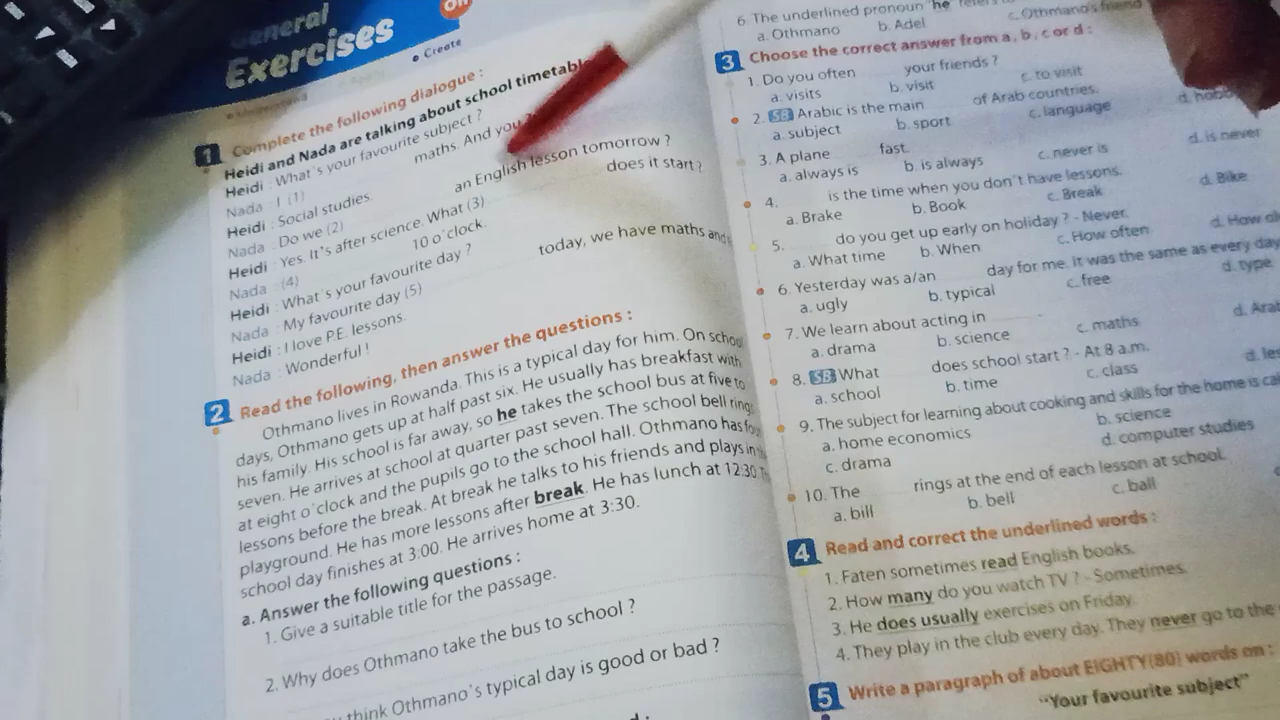 General
Exercises
On
• Create
1 Complete the following dialogue :
Heidi and Nada are talking about school timetable
Heidi : What's your favourite subject ?
Nada : I (1) maths. And you ?
Heidi : Social studies.
Nada : Do we (2) an English lesson tomorrow ?
Heidi : Yes. It's after science. What (3) does it start ?
Nada : (4) 10 o'clock.
Heidi : What's your favourite day ?
Nada : My favourite day (5) today, we have maths and
Heidi : I love P.E. lessons.
Nada : Wonderful !
2 Read the following, then answer the questions :
Othmano lives in Rowanda. This is a typical day for him. On school
days, Othmano gets up at half past six. He usually has breakfast with
his family. His school is far away, so he takes the school bus at five to
seven. He arrives at school at quarter past seven. The school bell rings
at eight o'clock and the pupils go to the school hall. Othmano has four
lessons before the break. At break he talks to his friends and plays in
playground. He has more lessons after break. He has lunch at 12:30.
school day finishes at 3:00. He arrives home at 3:30.
a. Answer the following questions :
1. Give a suitable title for the passage.
2. Why does Othmano take the bus to school ?
think Othmano's typical day is good or bad ?
6. The underlined pronoun "he"
a. Othmano b. Adel c. Othmano's friend
3 Choose the correct answer from a, b, c or d :
1. Do you often your friends ?
a. visits b. visit c. to visit
2. SB Arabic is the main of Arab countries.
a. subject b. sport c. language d. hobb
3. A plane fast.
a. always is b. is always c. never is d. is never
4. is the time when you don't have lessons.
a. Brake b. Book c. Break d. Bike
5. do you get up early on holiday ? - Never.
a. What time b. When c. How often d. How ol
6. Yesterday was a/an day for me. it was the same as every day
a. ugly b. typical c. free d. type
7. We learn about acting in
a. drama b. science c. maths d. Arab
8. SB What does school start ? - At 8 a.m.
a. school b. time c. class d. les
9. The subject for learning about cooking and skills for the home is cal
a. home economics b. science
c. drama d. computer studies
10. The rings at the end of each lesson at school.
a. bill b. bell c. ball
4 Read and correct the underlined words :
1. Faten sometimes read English books.
2. How many do you watch TV ? - Sometimes.
3. He does usually exercises on Friday.
4. They play in the club every day. They never go to the
5 Write a paragraph of about EIGHTY(80) words on :
"Your favourite subject"